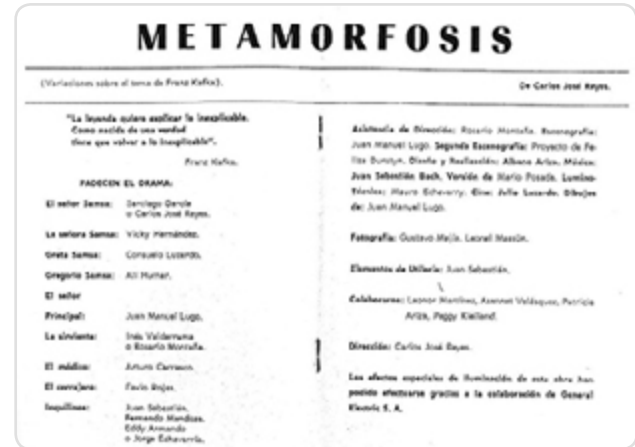 METAMORFOSIS
(Variaciones sobre el tema de Franz Kafka).
De Carlos José Reyes.
"La leyenda quiere explicar lo inexplicable.
Como nacida de una verdad
tiene que volver a lo inexplicable".
Franz Kafka.
PADECEN EL DRAMA:
El señor Samsa: Santiago García
o Carlos José Reyes.
La señora Samsa: Vicky Hernández.
Greta Samsa: Consuelo Luzardo.
Gregorio Samsa: Alí Humar.
El señor
Principal: Juan Manuel Lugo.
La sirvienta: Inés Valderrama
o Rosario Montaña.
El médico: Arturo Carrasco.
El cerrajero: Favio Rojas.
Inquilinos: Juan Sebastián.
Fernando Mendoza.
Eddy Armando
o Jorge Echeverría.
Asistencia de Dirección: Rosario Montaña. Escenografía:
Juan Manuel Lugo. Segunda Escenografía: Proyecto de Fe-
liza Bursztyn. Diseño y Realización: Albano Ariza. Música:
Juan Sebastián Bach. Versión de Mario Posada. Lumino-
Técnico: Mauro Echeverry. Cine: Julio Luzardo. Dibujos
de: Juan Manuel Lugo.
Fotografía: Gustavo Mejía. Leonel
Elementos de Utilería: Juan Sebastián.
Colaboraron: Leonor Martínez, Velásquez, Patricia
Ariza, Peggy Kielland.
Dirección: Carlos José Reyes.
Los efectos especiales de iluminación de esta obra han
podido efectuarse gracias a la colaboración de General
Electric S. A.